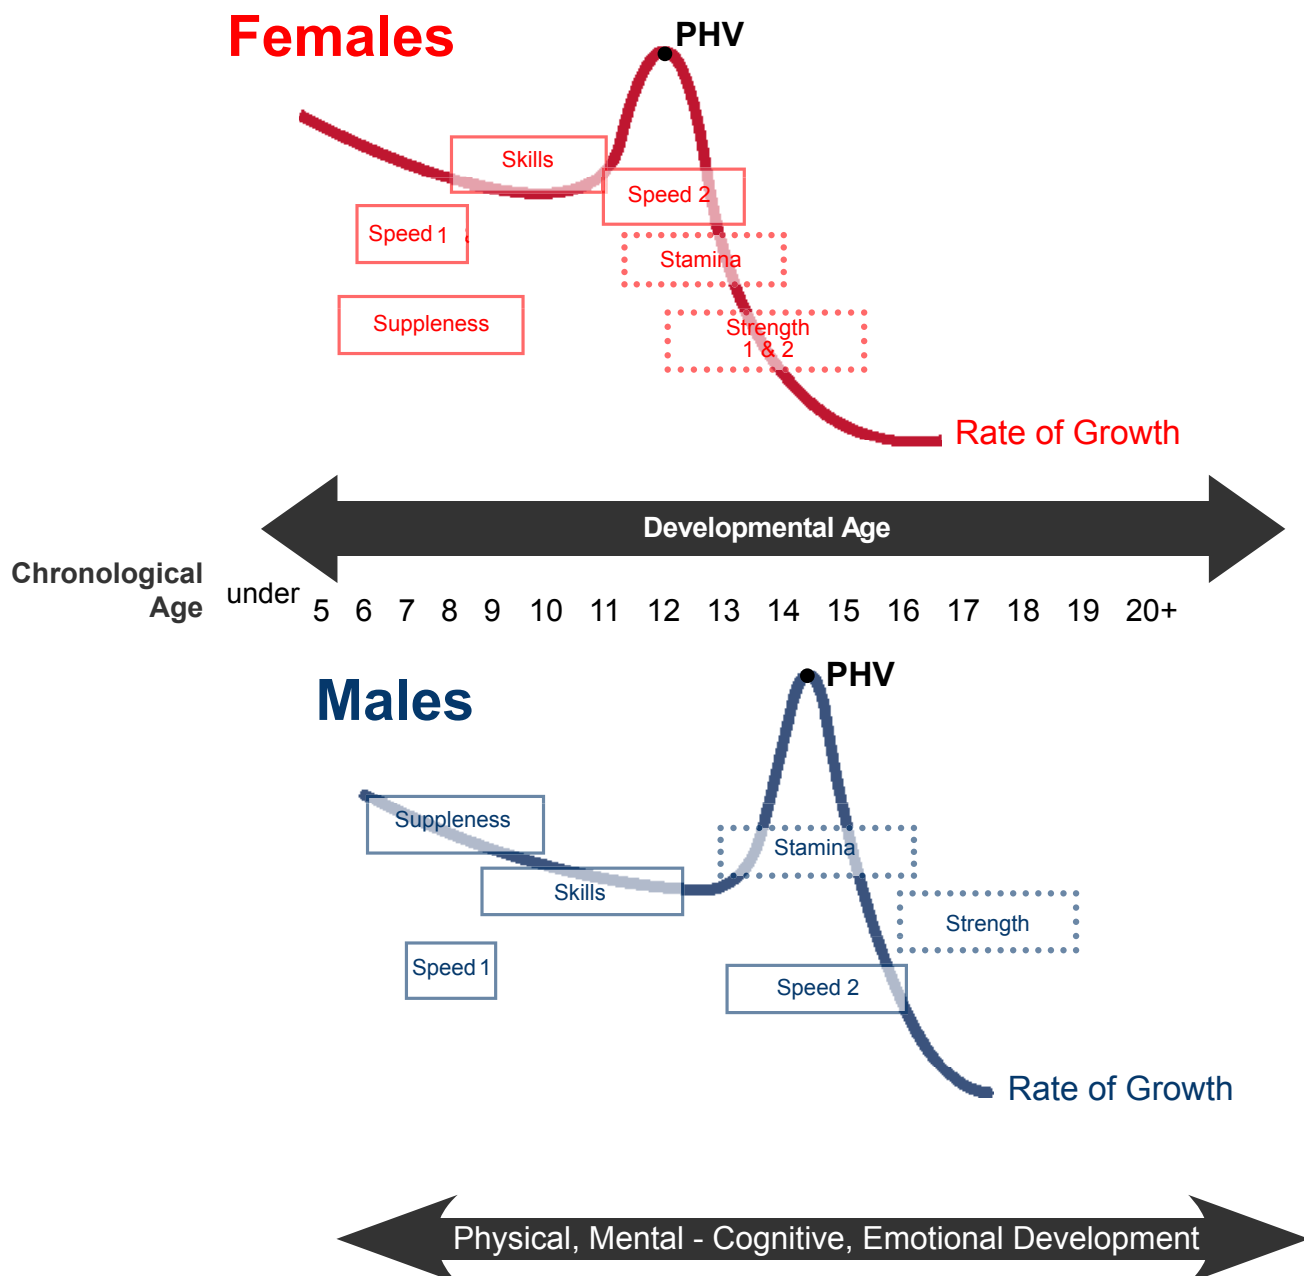 Females
PHV
Skills
Speed 2
Speed 1
Stamina
Suppleness
Strength
1 & 2
Rate of Growth
Developmental Age
Chronological
Age
under 5 6 7 8 9 10 11 12 13 14 15 16 17 18 19 20+
PHV
Males
Suppleness
Stamina
Skills
Strength
Speed 1
Speed 2
Rate of Growth
Physical, Mental - Cognitive, Emotional Development